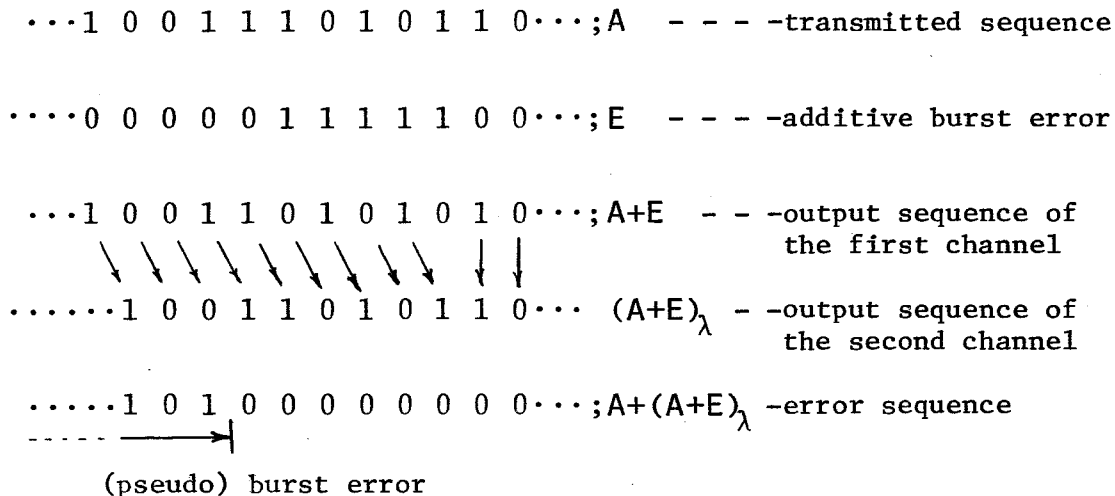 ···1 0 0 1 1 1 0 1 0 1 1 0···;A - - - -transmitted sequence
····0 0 0 0 0 1 1 1 1 1 0 0···;E - - - -additive burst error
···1 0 0 1 1 0 1 0 1 0 1 0···;A+E - - -output sequence of
the first channel
······1 0 0 1 1 0 1 0 1 1 0··· (A+E)λ - -output sequence of
the second channel
·····1 0 1 0 0 0 0 0 0 0 0···;A+(A+E)λ -error sequence
(pseudo) burst error